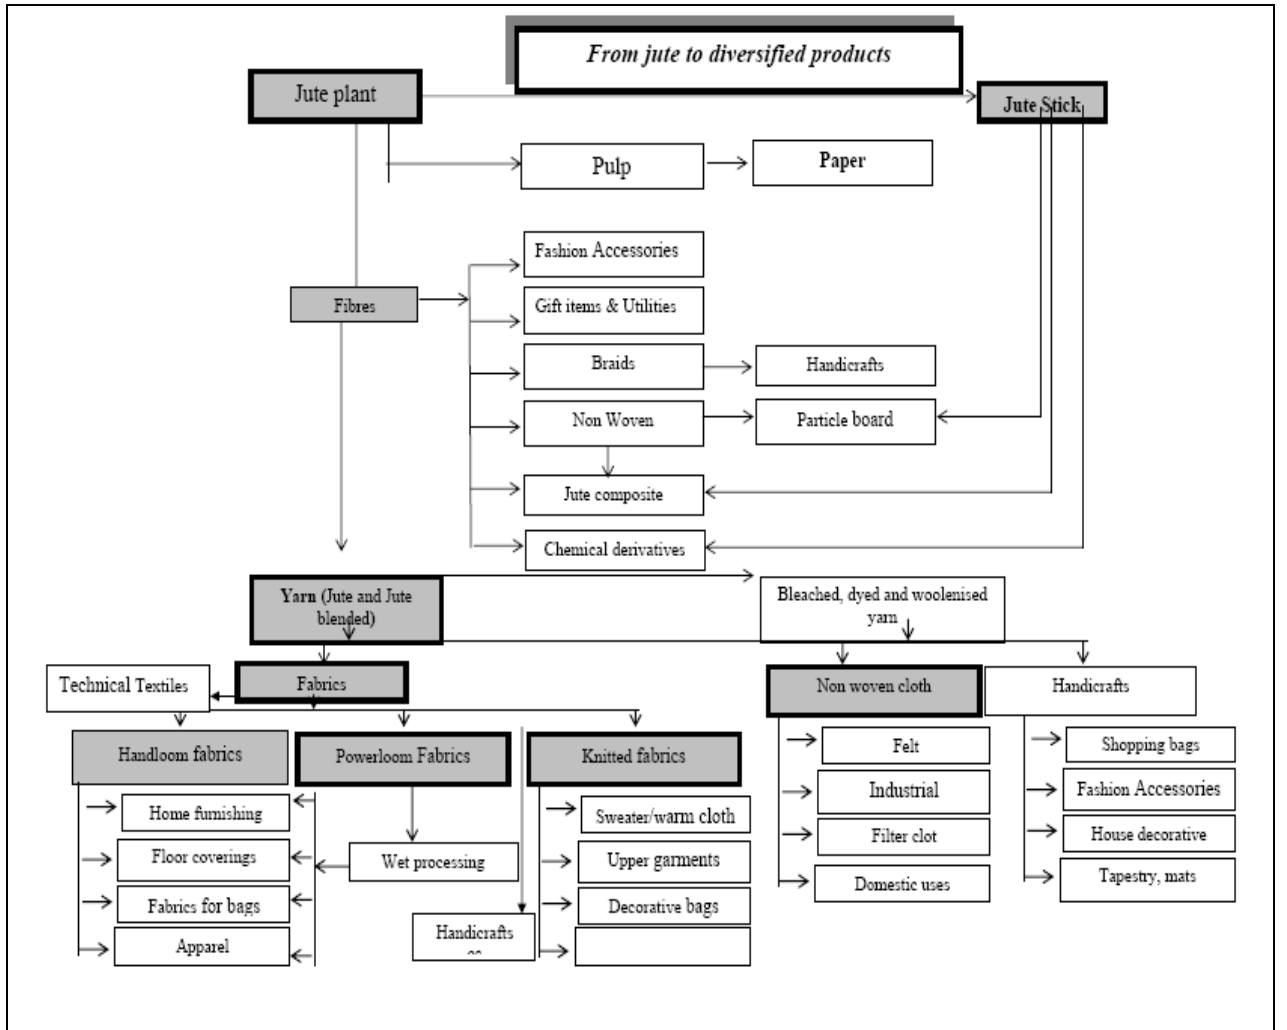 From jute to diversified products
Jute plant
Jute Stick
Pulp
Paper
Fashion Accessories
Fibres
Gift items & Utilities
Braids
Handicrafts
Non Woven
Particle board
Jute composite
Chemical derivatives
Yarn (Jute and Jute
blended)
Bleached, dyed and woolenised
yarn
Technical Textiles
Fabrics
Non woven cloth
Handicrafts
Handloom fabrics
Powerloom Fabrics
Knitted fabrics
Felt
Shopping bags
Home furnishing
Sweater/warm cloth
Industrial
Fashion Accessories
Floor coverings
Wet processing
Upper garments
Filter clot
House decorative
Fabrics for bags
Decorative bags
Domestic uses
Tapestry, mats
Apparel
Handicrafts